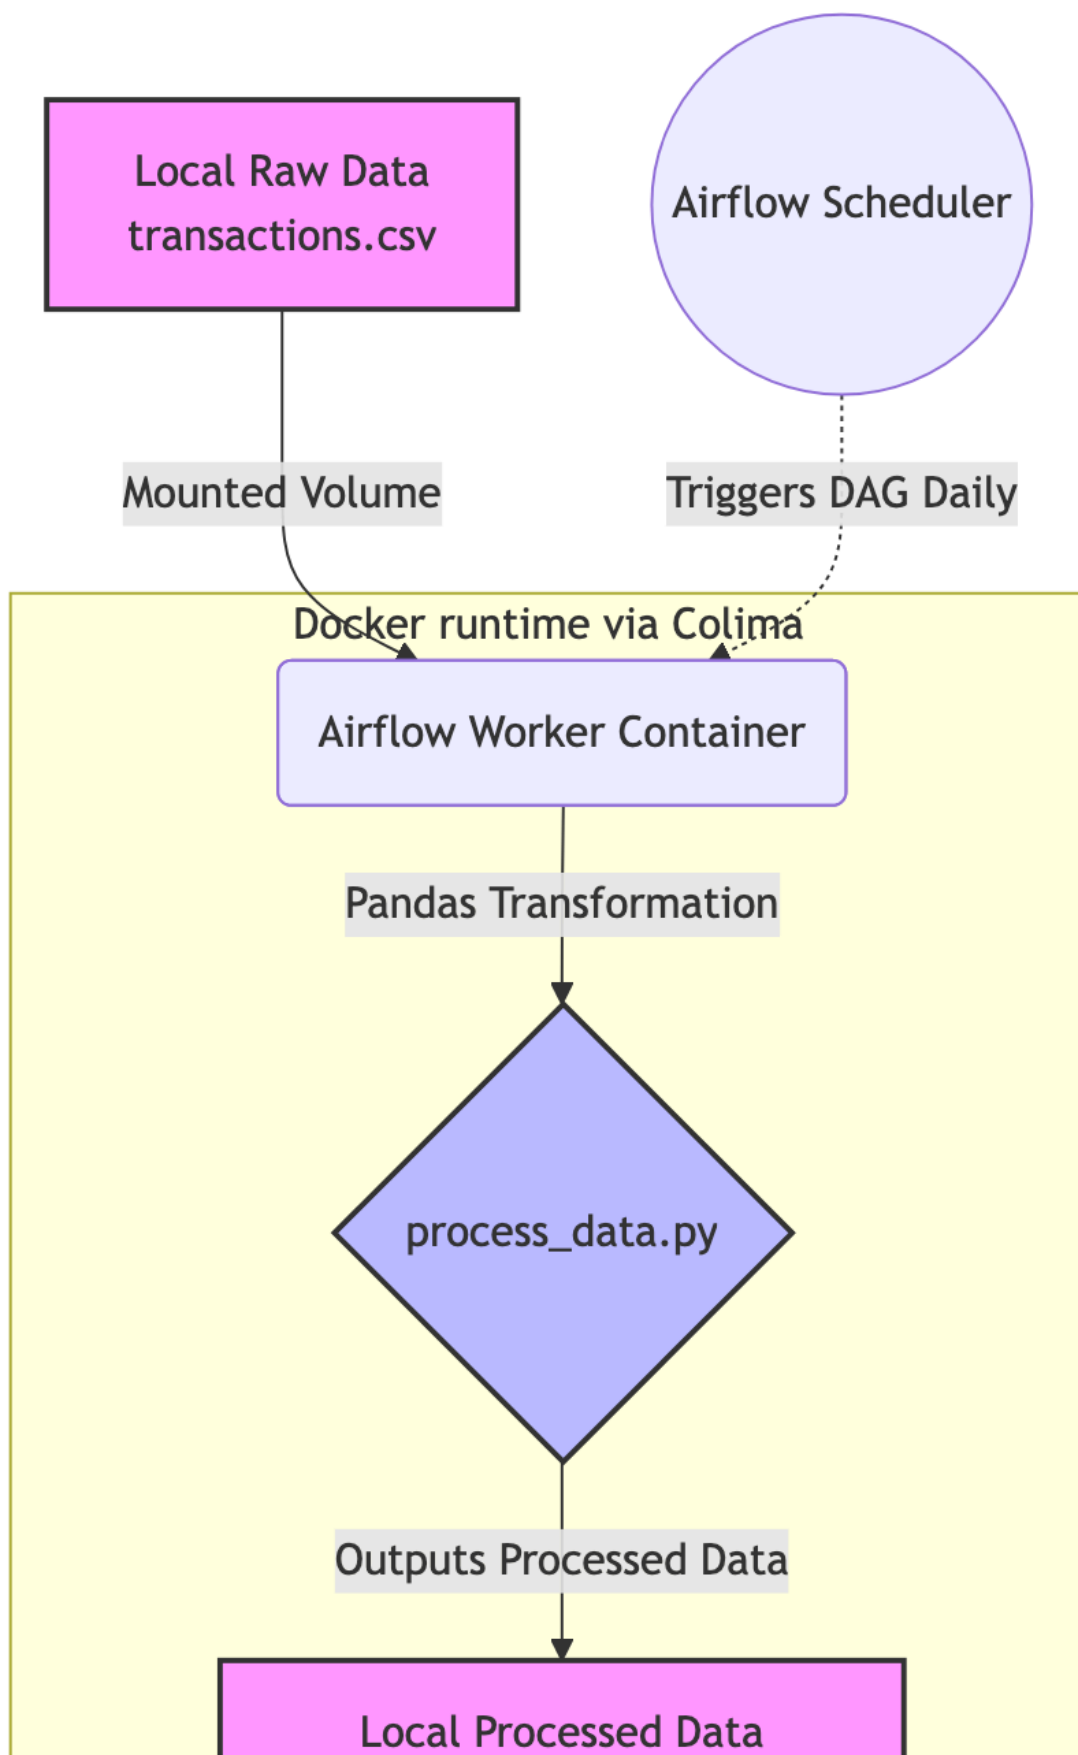 Local Raw Data
transactions.csv
Airflow Scheduler
Mounted Volume
Triggers DAG Daily
Docker runtime via Colima
Airflow Worker Container
Pandas Transformation
process_data.py
Outputs Processed Data
Local Processed Data